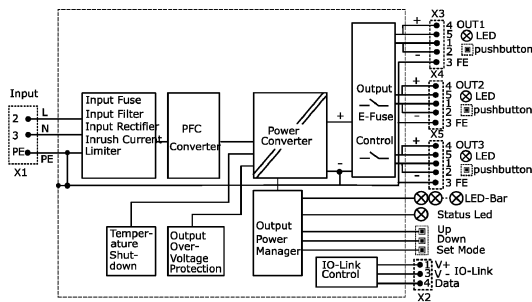 X3
+
4 OUT1
5
LED
1
2
pushbutton
-
3 FE
X4
+
4 OUT2
5
LED
1
2
pushbutton
-
3 FE
X5
+
4 OUT3
5
LED
1
2
pushbutton
-
3 FE
Input
2
L
3
N
PE
PE
X1
Input Fuse
Input Filter
Input Rectifier
Inrush Current
Limiter
PFC
Converter
Power
Converter
+
-
Output
E-Fuse
Control
Temper-
ature
Shut-
down
Output
Over-
Voltage
Protection
Output
Power
Manager
LED-Bar
Status Led
Up
Down
Set Mode
IO-Link
Control
1 V+
3 V -
IO-Link
4 Data
X2